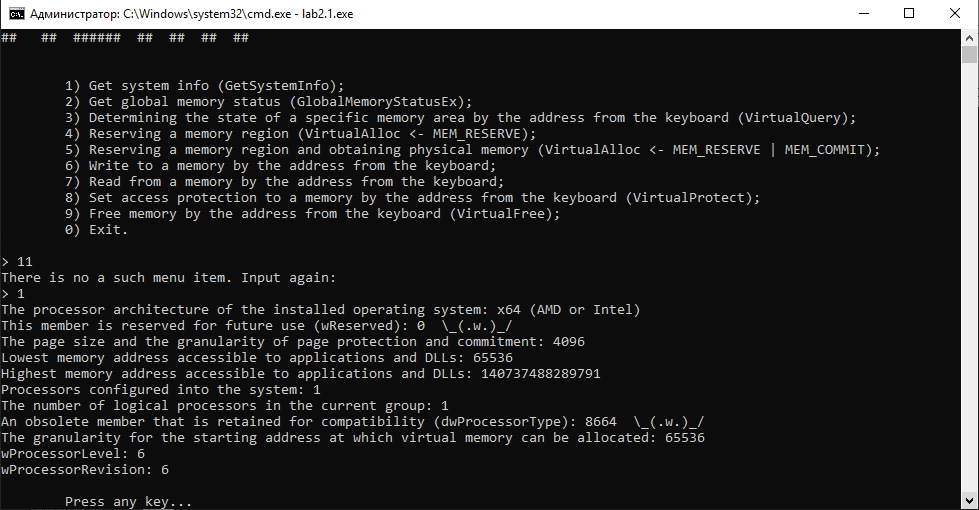 Администратор: C:\Windows\system32\cmd.exe - lab2.1.exe
##   ##  ######  ##  ##  ##  ##
1) Get system info (GetSystemInfo);
2) Get global memory status (GlobalMemoryStatusEx);
3) Determining the state of a specific memory area by the address from the keyboard (VirtualQuery);
4) Reserving a memory region (VirtualAlloc <- MEM_RESERVE);
5) Reserving a memory region and obtaining physical memory (VirtualAlloc <- MEM_RESERVE | MEM_COMMIT);
6) Write to a memory by the address from the keyboard;
7) Read from a memory by the address from the keyboard;
8) Set access protection to a memory by the address from the keyboard (VirtualProtect);
9) Free memory by the address from the keyboard (VirtualFree);
0) Exit.
> 11
There is no a such menu item. Input again:
> 1
The processor architecture of the installed operating system: x64 (AMD or Intel)
This member is reserved for future use (wReserved): 0  \_(.w.)_/
The page size and the granularity of page protection and commitment: 4096
Lowest memory address accessible to applications and DLLs: 65536
Highest memory address accessible to applications and DLLs: 140737488289791
Processors configured into the system: 1
The number of logical processors in the current group: 1
An obsolete member that is retained for compatibility (dwProcessorType): 8664  \_(.w.)_/
The granularity for the starting address at which virtual memory can be allocated: 65536
wProcessorLevel: 6
wProcessorRevision: 6
Press any key...